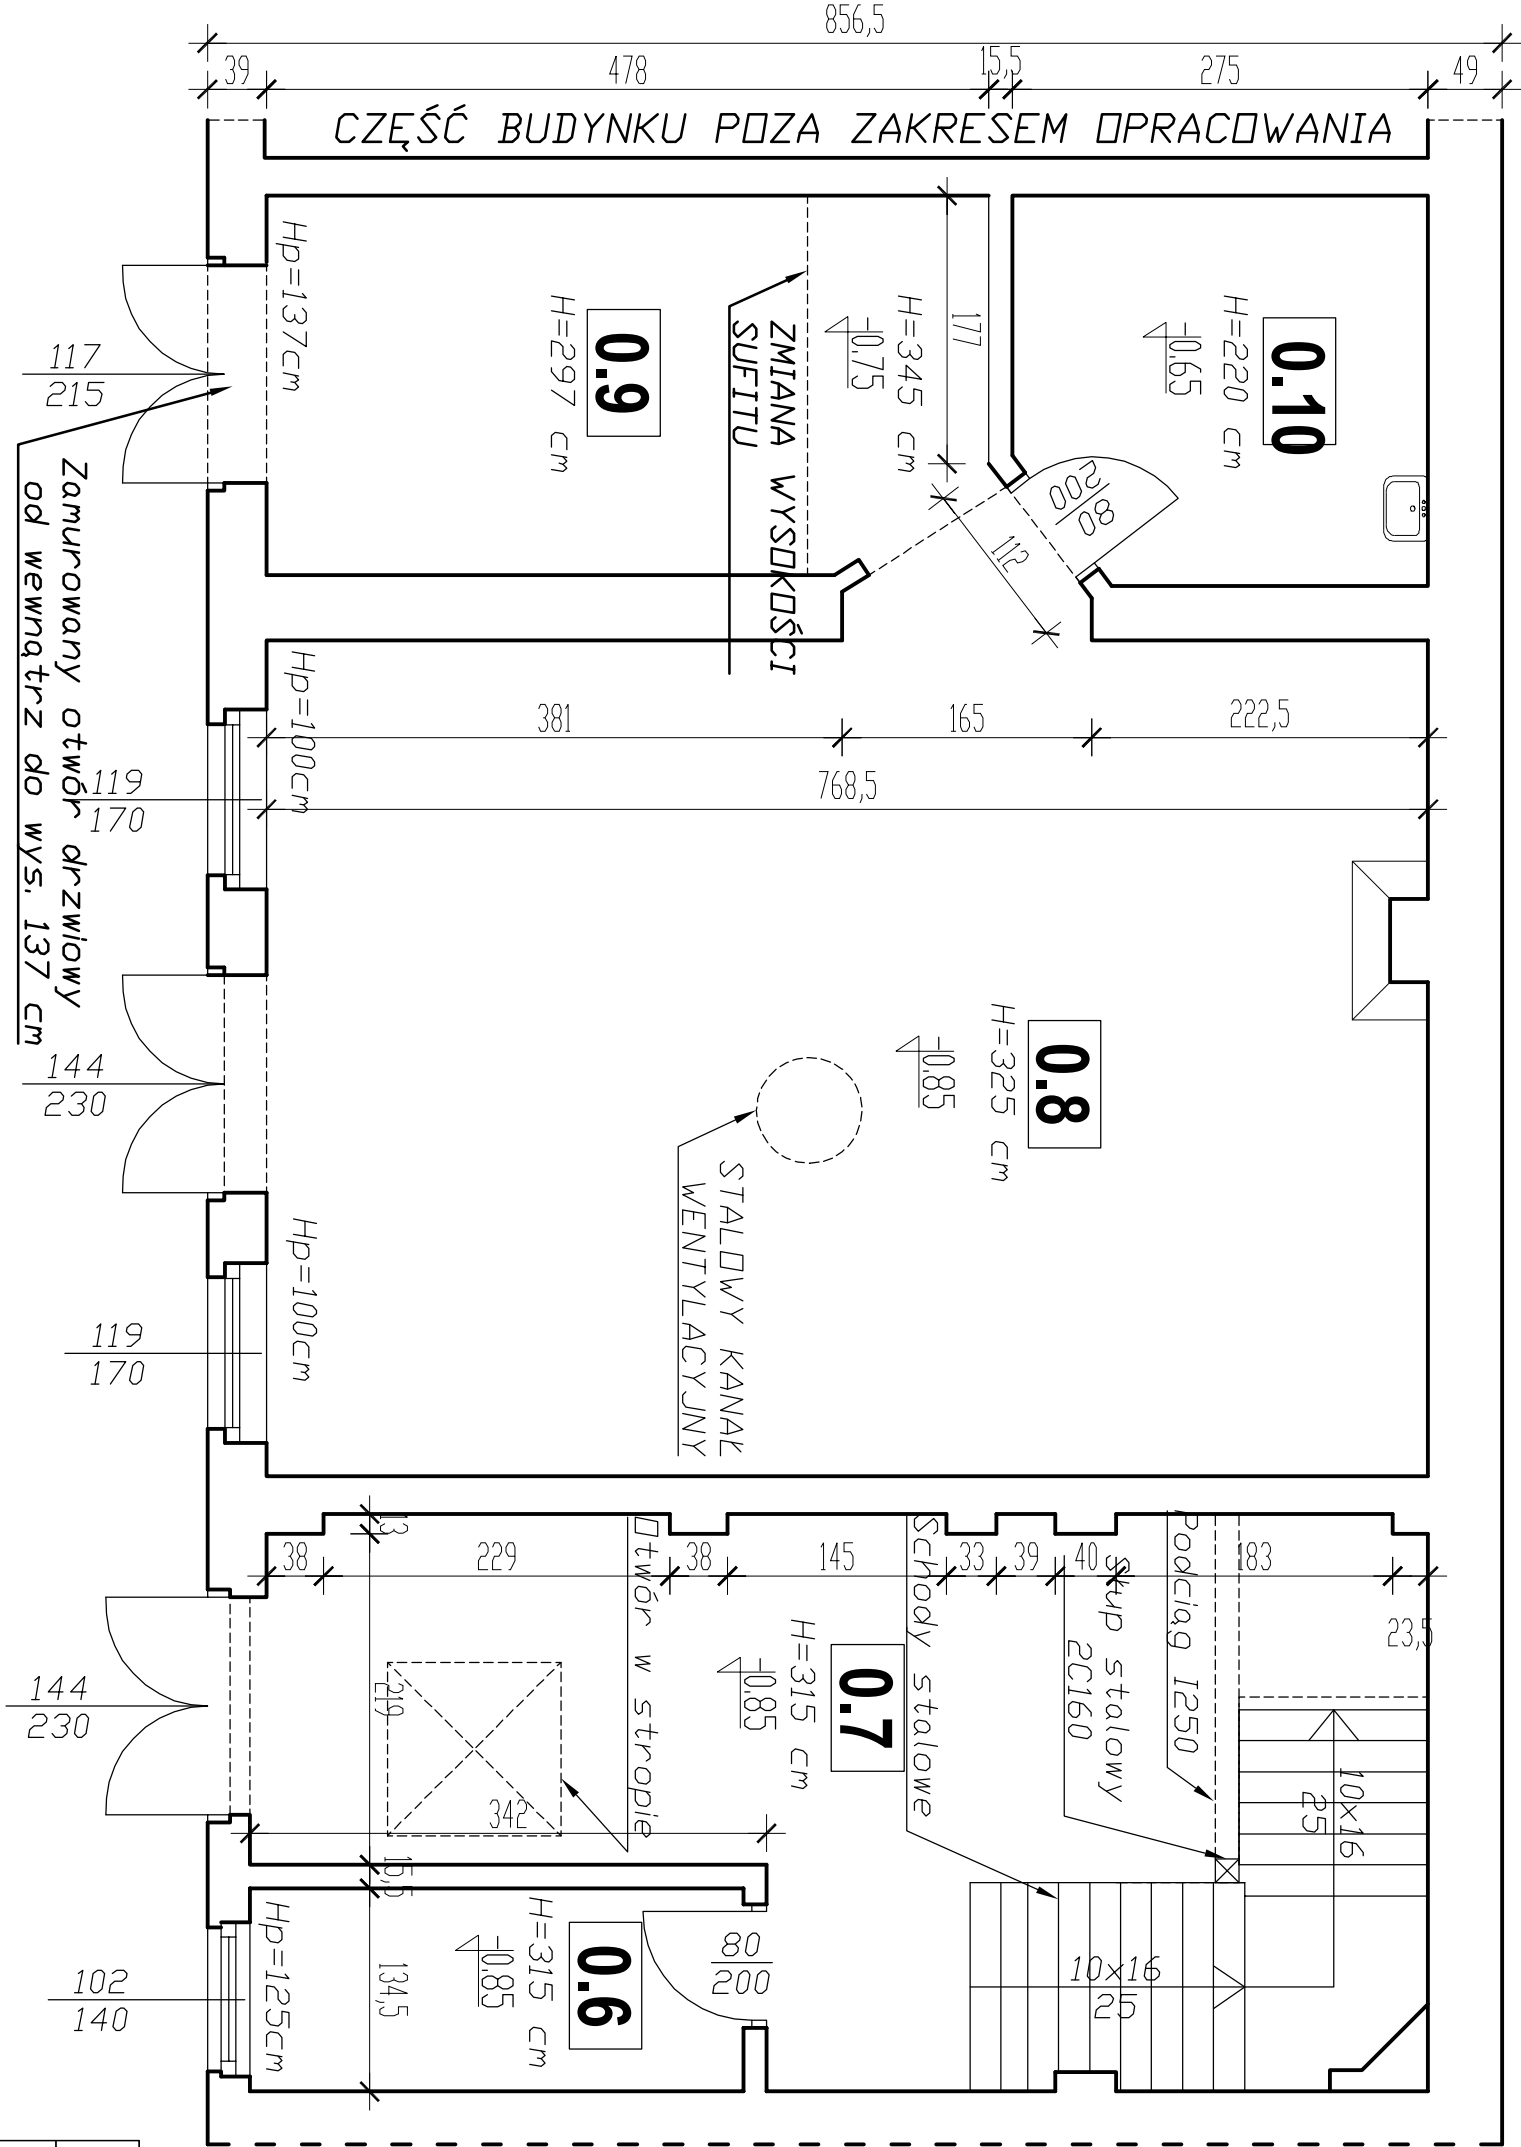 856,5
39
478
15,5
275
49
CZĘŚĆ BUDYNKU POZA ZAKRESEM OPRACOWANIA
Hp=137cm
117
215
0.9
H=297 cm
ZMIANA WYSOKOŚCI
SUFITU
H=345 cm
-0.75
177
0.10
H=220 cm
-0.65
80
200
112
Zamurowany otwór drzwiowy
od wewnątrz do wys. 137 cm
Hp=100cm
119
170
381
165
222,5
768,5
0.8
H=325 cm
-0.85
144
230
STALOWY KANAŁ
WENTYLACYJNY
Hp=100cm
119
170
13
38
229
38
145
33
39
40
183
23,5
Otwór w stropie
Schody stalowe
Słup stalowy
2C160
Podciąg I250
0.7
H=315 cm
-0.85
144
230
219
342
10x16
25
15,5
0.6
H=315 cm
-0.85
80
200
10x16
25
Hp=125cm
134,5
102
140